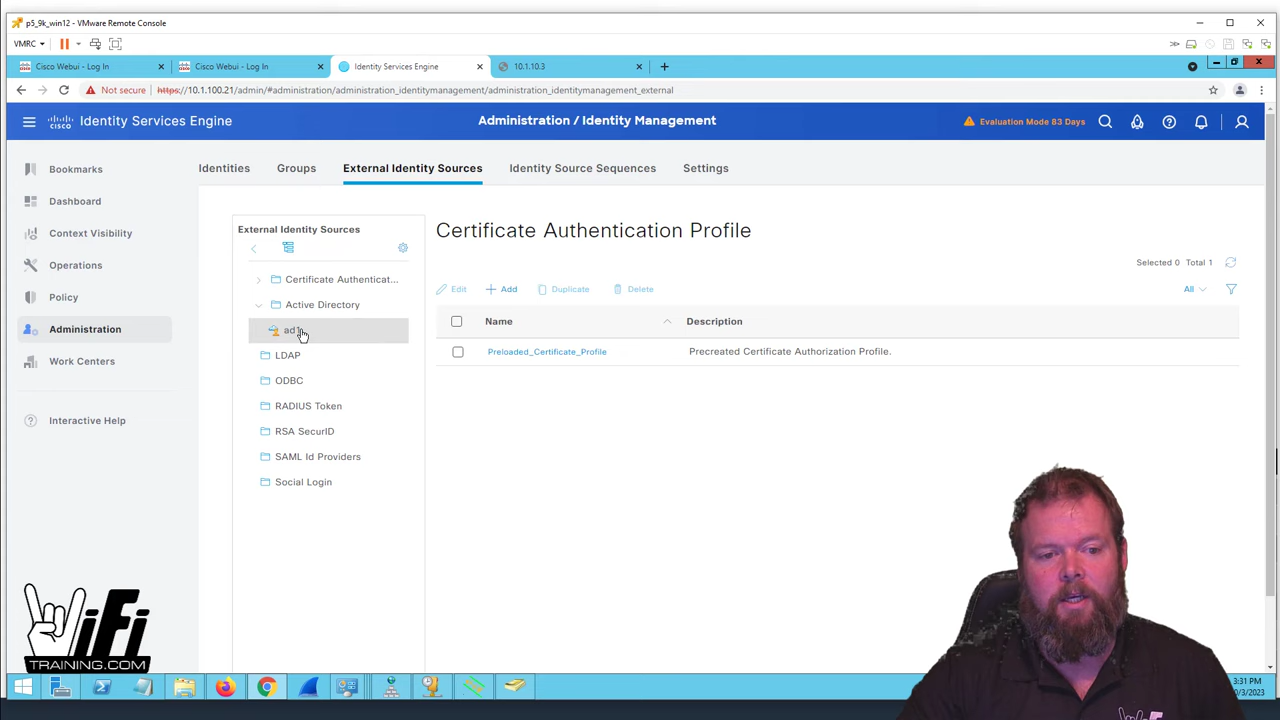 p5_9k_win12 - VMware Remote Console
VMRC
Cisco Webui - Log In
Cisco Webui - Log In
Identity Services Engine
10.1.10.3
Not secure
https://10.1.100.21/admin/#administration/administration_identitymanagement/administration_identitymanagement_external
cisco
Identity Services Engine
Administration / Identity Management
Evaluation Mode 83 Days
Bookmarks
Dashboard
Context Visibility
Operations
Policy
Administration
Work Centers
Interactive Help
Identities
Groups
External Identity Sources
Identity Source Sequences
Settings
External Identity Sources
Certificate Authenticat...
Active Directory
LDAP
ODBC
RADIUS Token
RSA SecurID
SAML Id Providers
Social Login
Certificate Authentication Profile
Selected 0 Total 1
Edit
Add
Duplicate
Delete
All
Name
Description
Preloaded_Certificate_Profile
Precreated Certificate Authorization Profile.
WiFi
TRAINING.COM
3:31 PM
0/3/2023